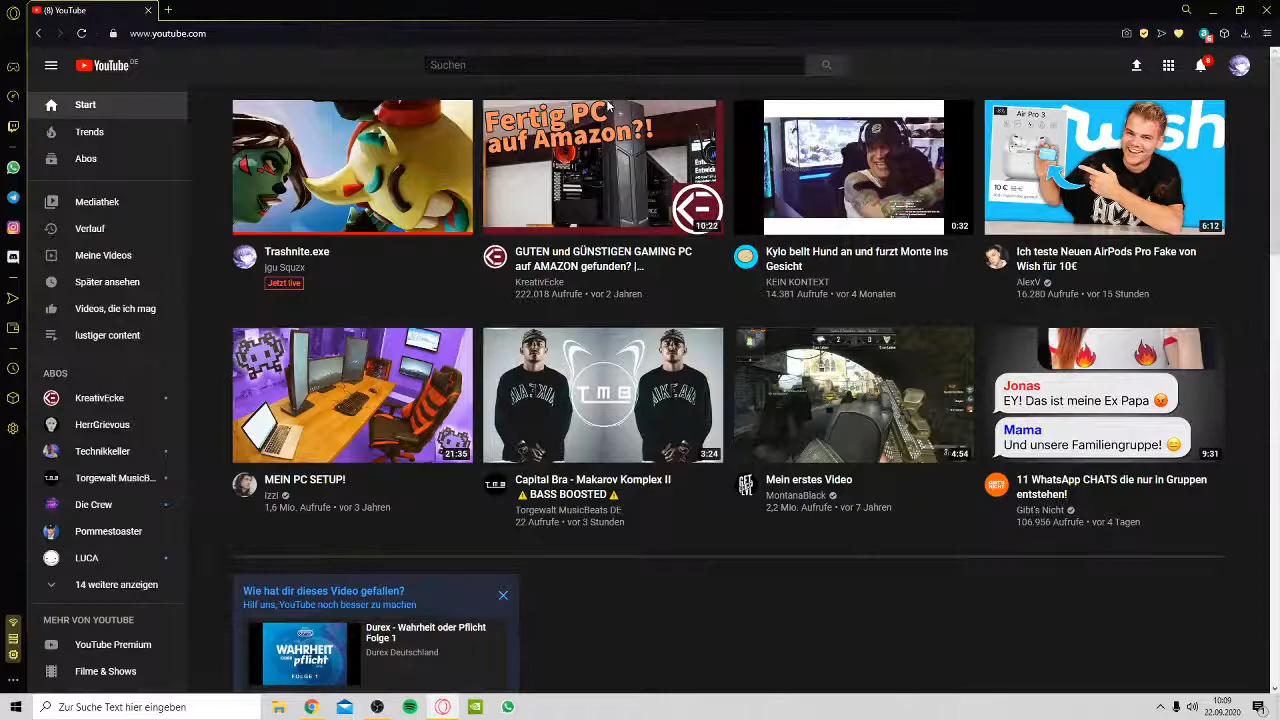 (8) YouTube
www.youtube.com
YouTube DE
Suchen
8
Start
Trends
Abos
Mediathek
Verlauf
Meine Videos
Später ansehen
Videos, die ich mag
lustiger content
ABOS
KreativEcke
HerrGrievous
Technikkeller
Torgewalt MusicB...
Die Crew
Pommestoaster
LUCA
14 weitere anzeigen
MEHR VON YOUTUBE
YouTube Premium
Filme & Shows
Trashnite.exe
Jgu Squzx
Jetzt live
Fertig PC
auf Amazon?!
10:22
GUTEN und GÜNSTIGEN GAMING PC
auf AMAZON gefunden? |...
KreativEcke
222.018 Aufrufe • vor 2 Jahren
0:32
Kylo bellt Hund an und furzt Monte ins
Gesicht
KEIN KONTEXT
14.381 Aufrufe • vor 4 Monaten
Air Pro 3
wish
10 €
6:12
Ich teste Neuen AirPods Pro Fake von
Wish für 10€
AlexV
16.280 Aufrufe • vor 15 Stunden
21:35
MEIN PC SETUP!
izzi
1,6 Mio. Aufrufe • vor 3 Jahren
TMB
3:24
Capital Bra - Makarov Komplex II
⚠BASS BOOSTED⚠
Torgewalt MusicBeats DE
22 Aufrufe • vor 3 Stunden
4:54
Mein erstes Video
MontanaBlack
2,2 Mio. Aufrufe • vor 7 Jahren
Jonas
EY! Das ist meine Ex Papa 😡
Mama
Und unsere Familiengruppe! 😑
9:31
GIBT'S NICHT
11 WhatsApp CHATS die nur in Gruppen
entstehen!
Gibt's Nicht
106.956 Aufrufe • vor 4 Tagen
Wie hat dir dieses Video gefallen?
Hilf uns, YouTube noch besser zu machen
WAHRHEIT
ODER pflicht
FOLGE 1
Durex - Wahrheit oder Pflicht
Folge 1
Durex Deutschland
Zur Suche Text hier eingeben
10:09
22.09.2020